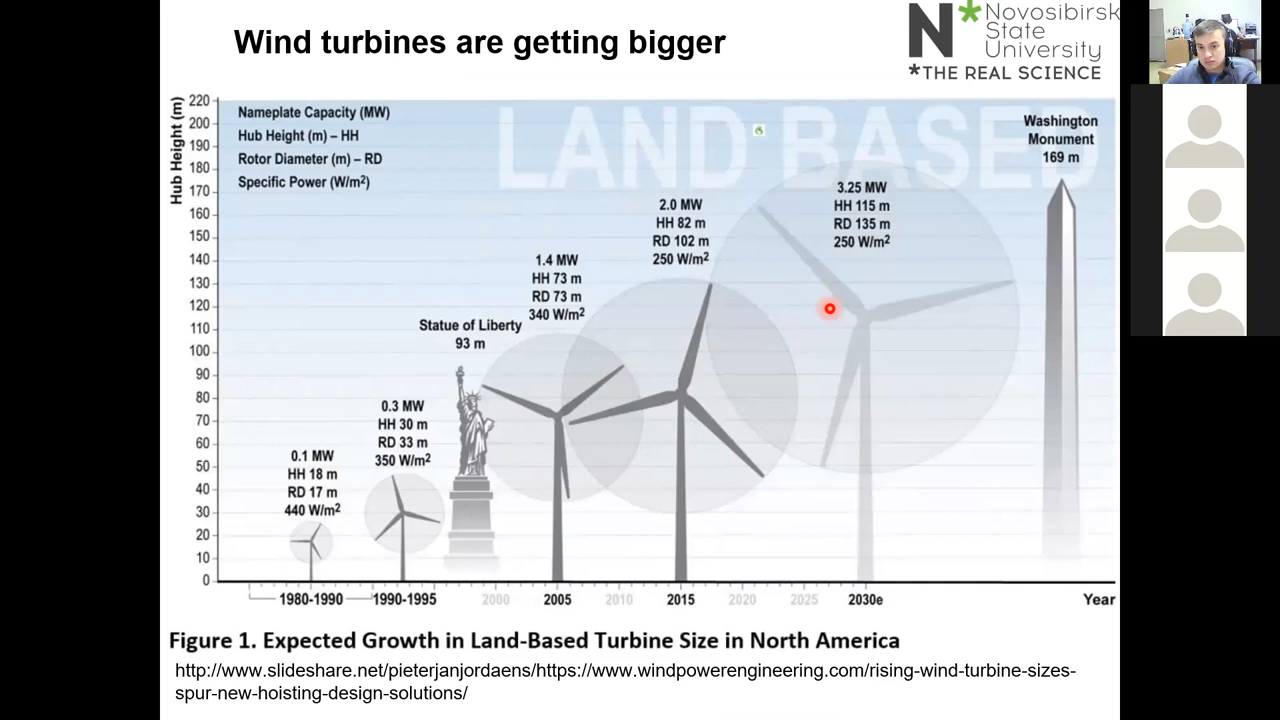 Wind turbines are getting bigger
N* Novosibirsk
State
University
*THE REAL SCIENCE
Hub Height (m)
220
200
190
180
170
160
150
140
130
120
110
100
90
80
70
60
50
40
30
20
10
0
LAND BASED
Nameplate Capacity (MW)
Hub Height (m) – HH
Rotor Diameter (m) – RD
Specific Power (W/m²)
0.1 MW
HH 18 m
RD 17 m
440 W/m²
0.3 MW
HH 30 m
RD 33 m
350 W/m²
Statue of Liberty
93 m
1.4 MW
HH 73 m
RD 73 m
340 W/m²
2.0 MW
HH 82 m
RD 102 m
250 W/m²
3.25 MW
HH 115 m
RD 135 m
250 W/m²
Washington
Monument
169 m
1980-1990 1990-1995 2000 2005 2010 2015 2020 2025 2030e Year
Figure 1. Expected Growth in Land-Based Turbine Size in North America
http://www.slideshare.net/pieterjanjordaens/https://www.windpowerengineering.com/rising-wind-turbine-sizes-
spur-new-hoisting-design-solutions/